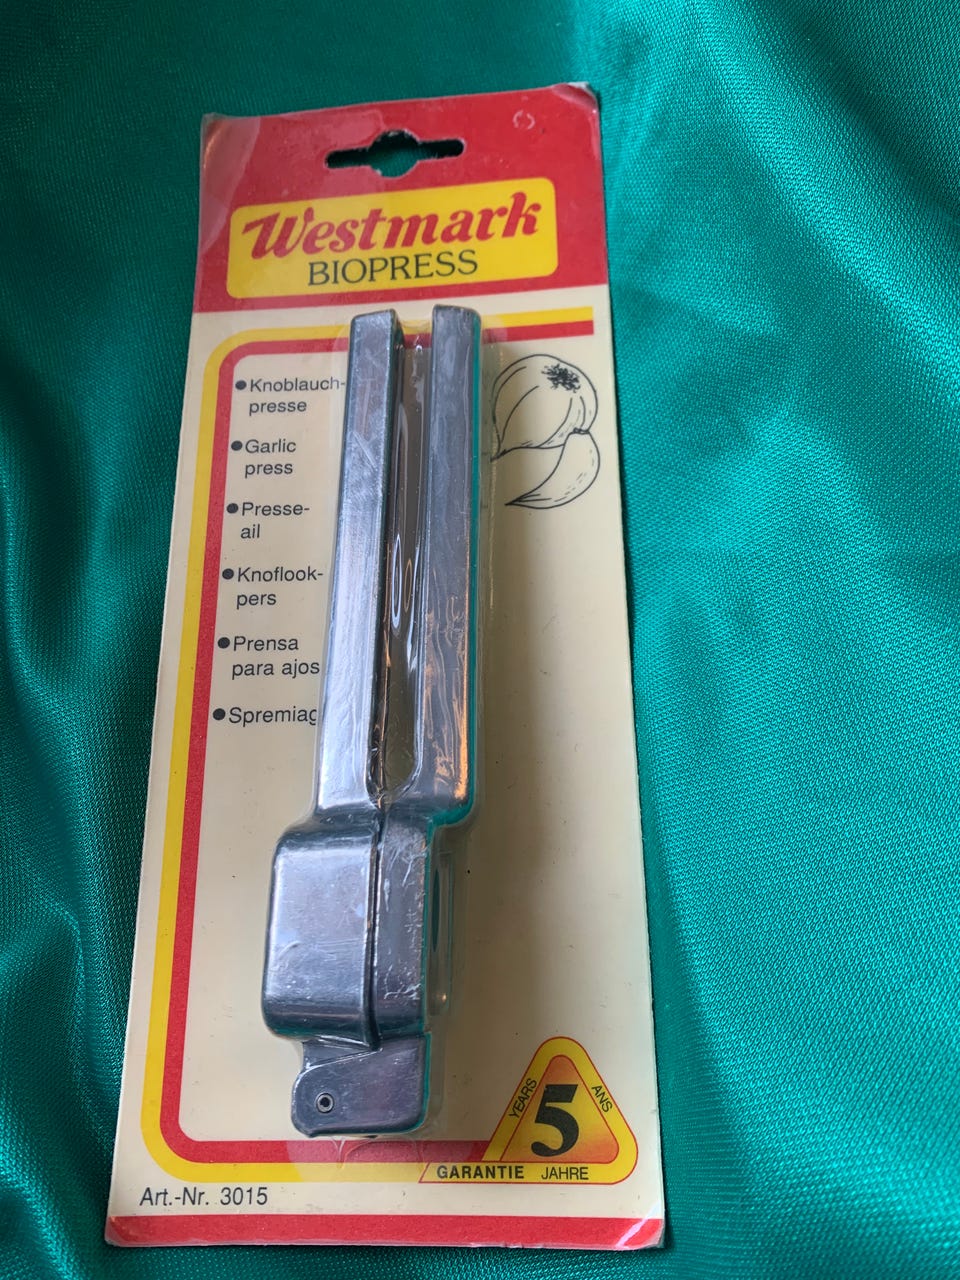 Westmark
BIOPRESS
● Knoblauch-
presse
● Garlic
press
● Presse-
ail
● Knoflook-
pers
● Prensa
para ajos
● Spremiag
YEARS
5
ANS
GARANTIE JAHRE
Art.-Nr. 3015